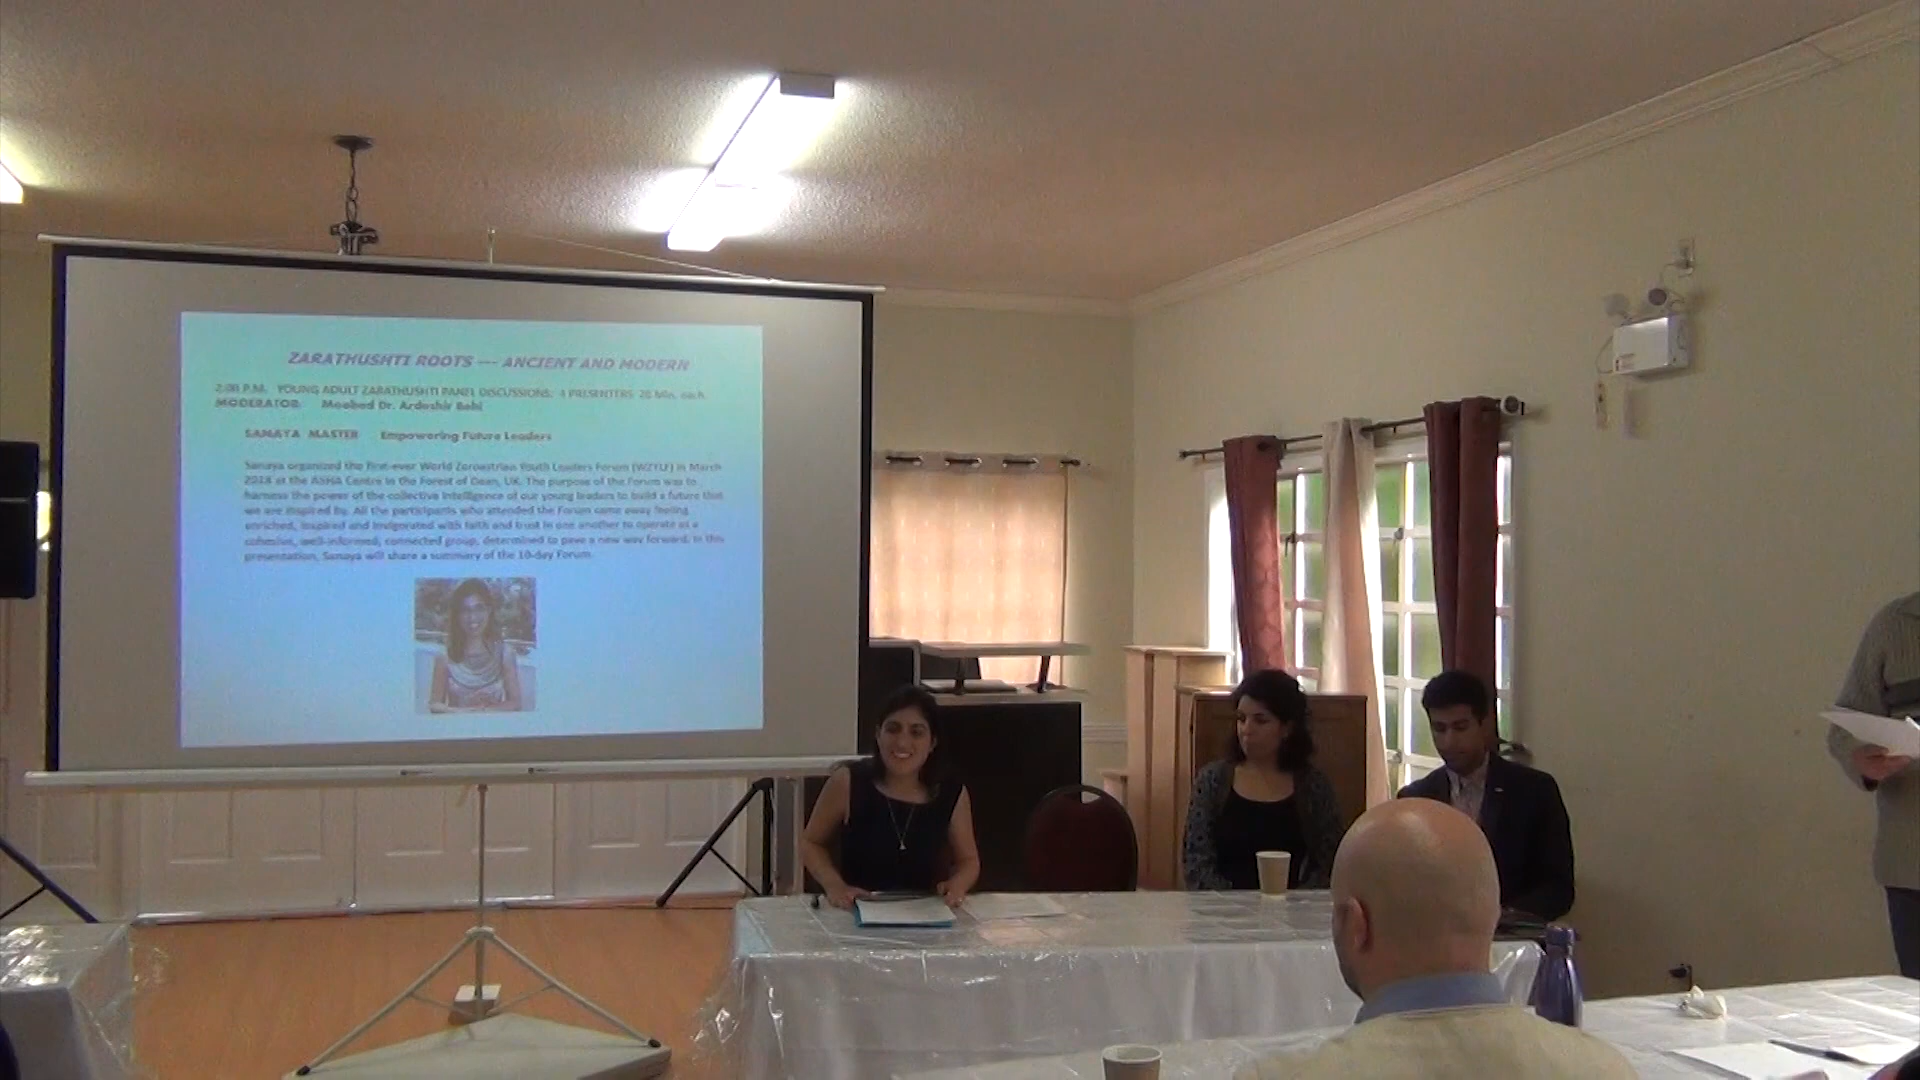 ZARATHUSHTI ROOTS --- ANCIENT AND MODERN
2:00 P.M. YOUNG ADULT ZARATHUSHTI PANEL DISCUSSIONS: 4 PRESENTERS 20 Min. each
MODERATOR: Moobed Dr. Ardeshir Behi
SANAYA MASTER Empowering Future Leaders
Sanaya organized the first-ever World Zoroastrian Youth Leaders Forum (WZYLF) in March
2018 at the ASHA Centre in the Forest of Dean, UK. The purpose of the Forum was to
harness the power of the collective intelligence of our young leaders to build a future that
we are inspired by. All the participants who attended the Forum came away feeling
enriched, inspired and invigorated with faith and trust in one another to operate as a
cohesive, well-informed, connected group, determined to pave a new way forward. In this
presentation, Sanaya will share a summary of the 10-day Forum.